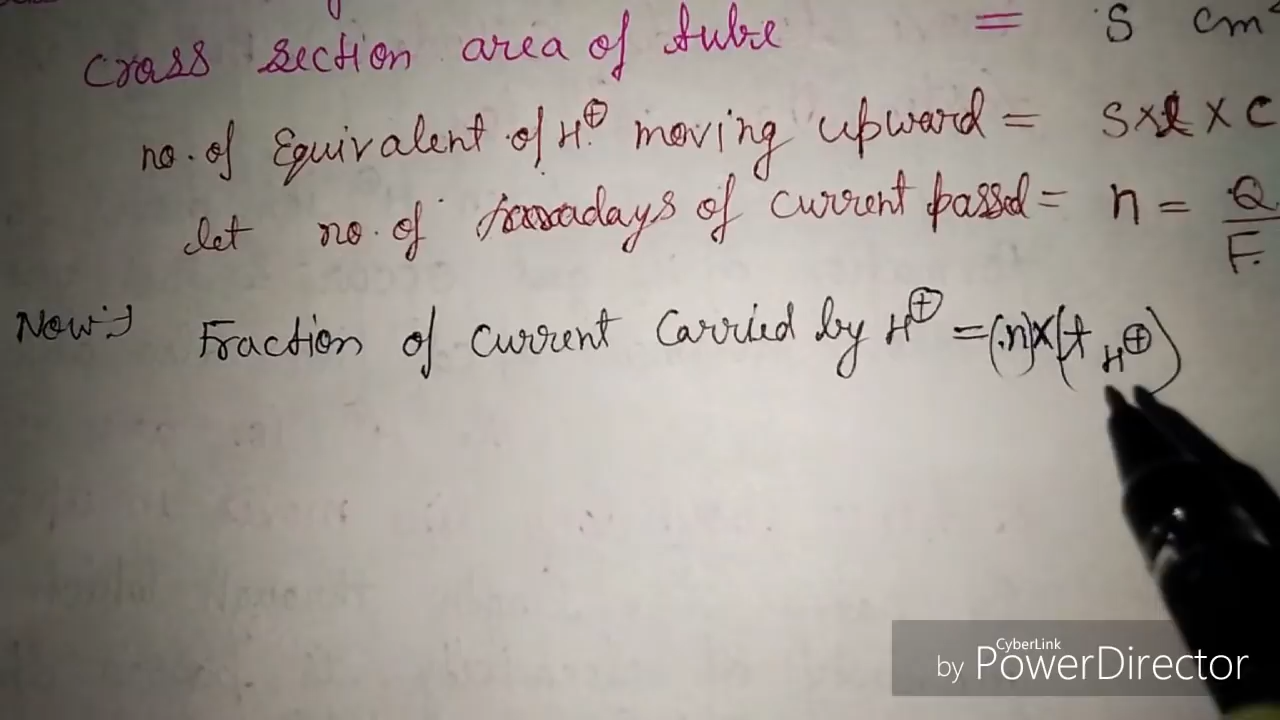 cross section area of tube = S cm²
no. of Equivalent of H⊕ moving upward = S×l×C
let no. of faradays of current passed = n = Q/F.
Now:→ Fraction of current carried by H⊕ = (n)×(t H⊕)
CyberLink
by PowerDirector